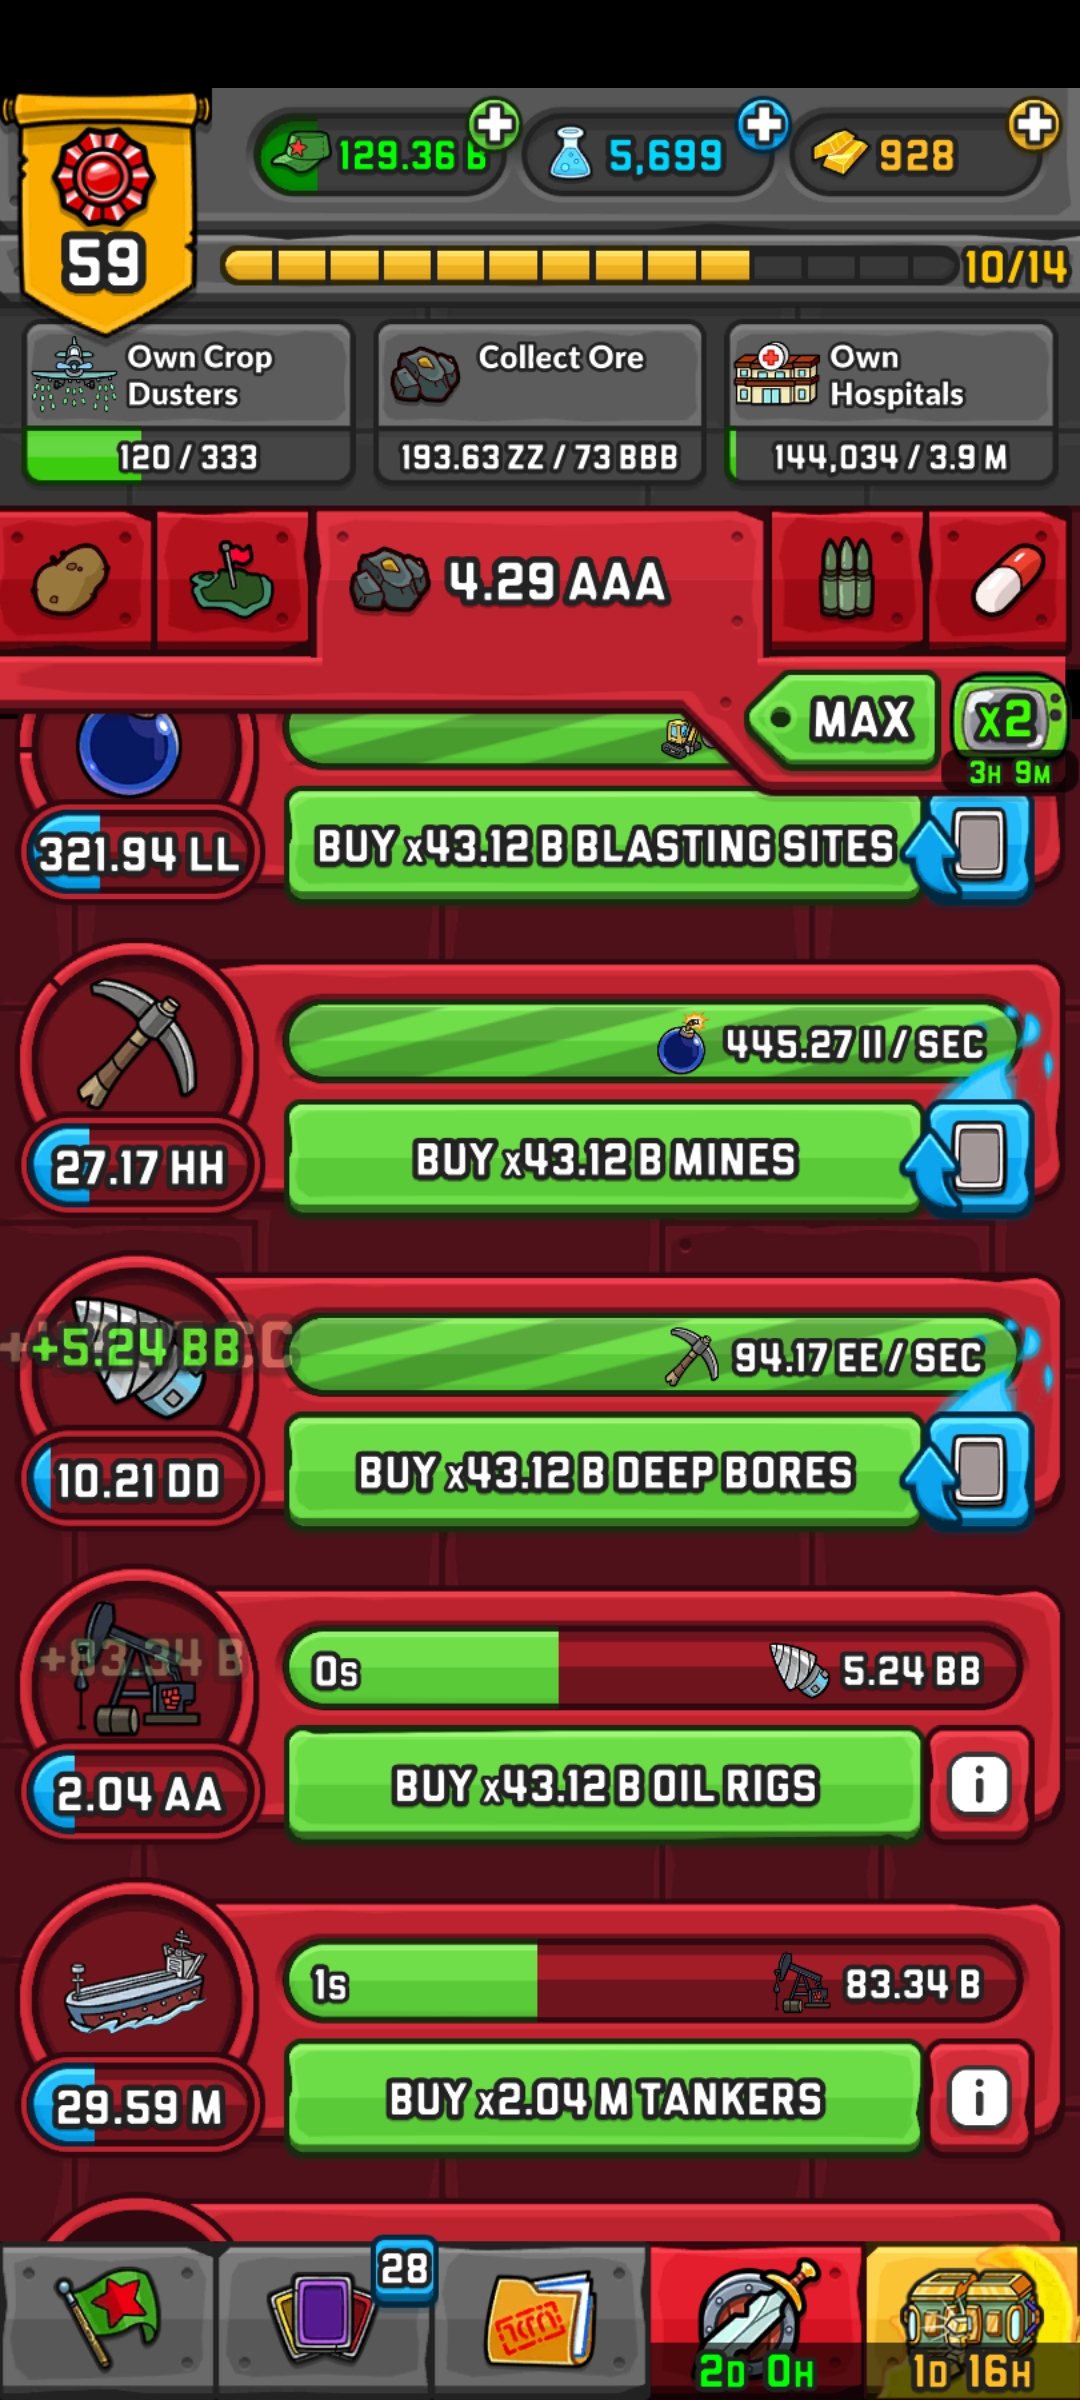 129.36 B
5,699
928
59
10/14
Own Crop
Dusters
120 / 333
Collect Ore
193.63 ZZ / 73 BBB
Own
Hospitals
144,034 / 3.9 M
4.29 AAA
MAX
x2
3H 9M
321.94 LL
BUY x43.12 B BLASTING SITES
445.27 II / SEC
27.17 HH
BUY x43.12 B MINES
+5.24 BB
94.17 EE / SEC
10.21 DD
BUY x43.12 B DEEP BORES
+83.34 B
0s
5.24 BB
2.04 AA
BUY x43.12 B OIL RIGS
i
1s
83.34 B
29.59 M
BUY x2.04 M TANKERS
i
28
2D 0H
1D 16H